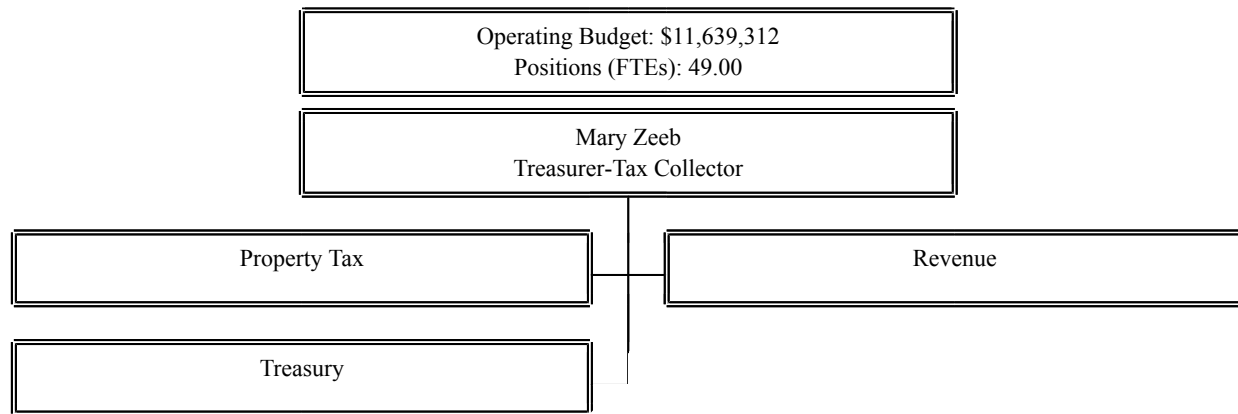 Operating Budget: $11,639,312
Positions (FTEs): 49.00
Mary Zeeb
Treasurer-Tax Collector
Property Tax
Revenue
Treasury